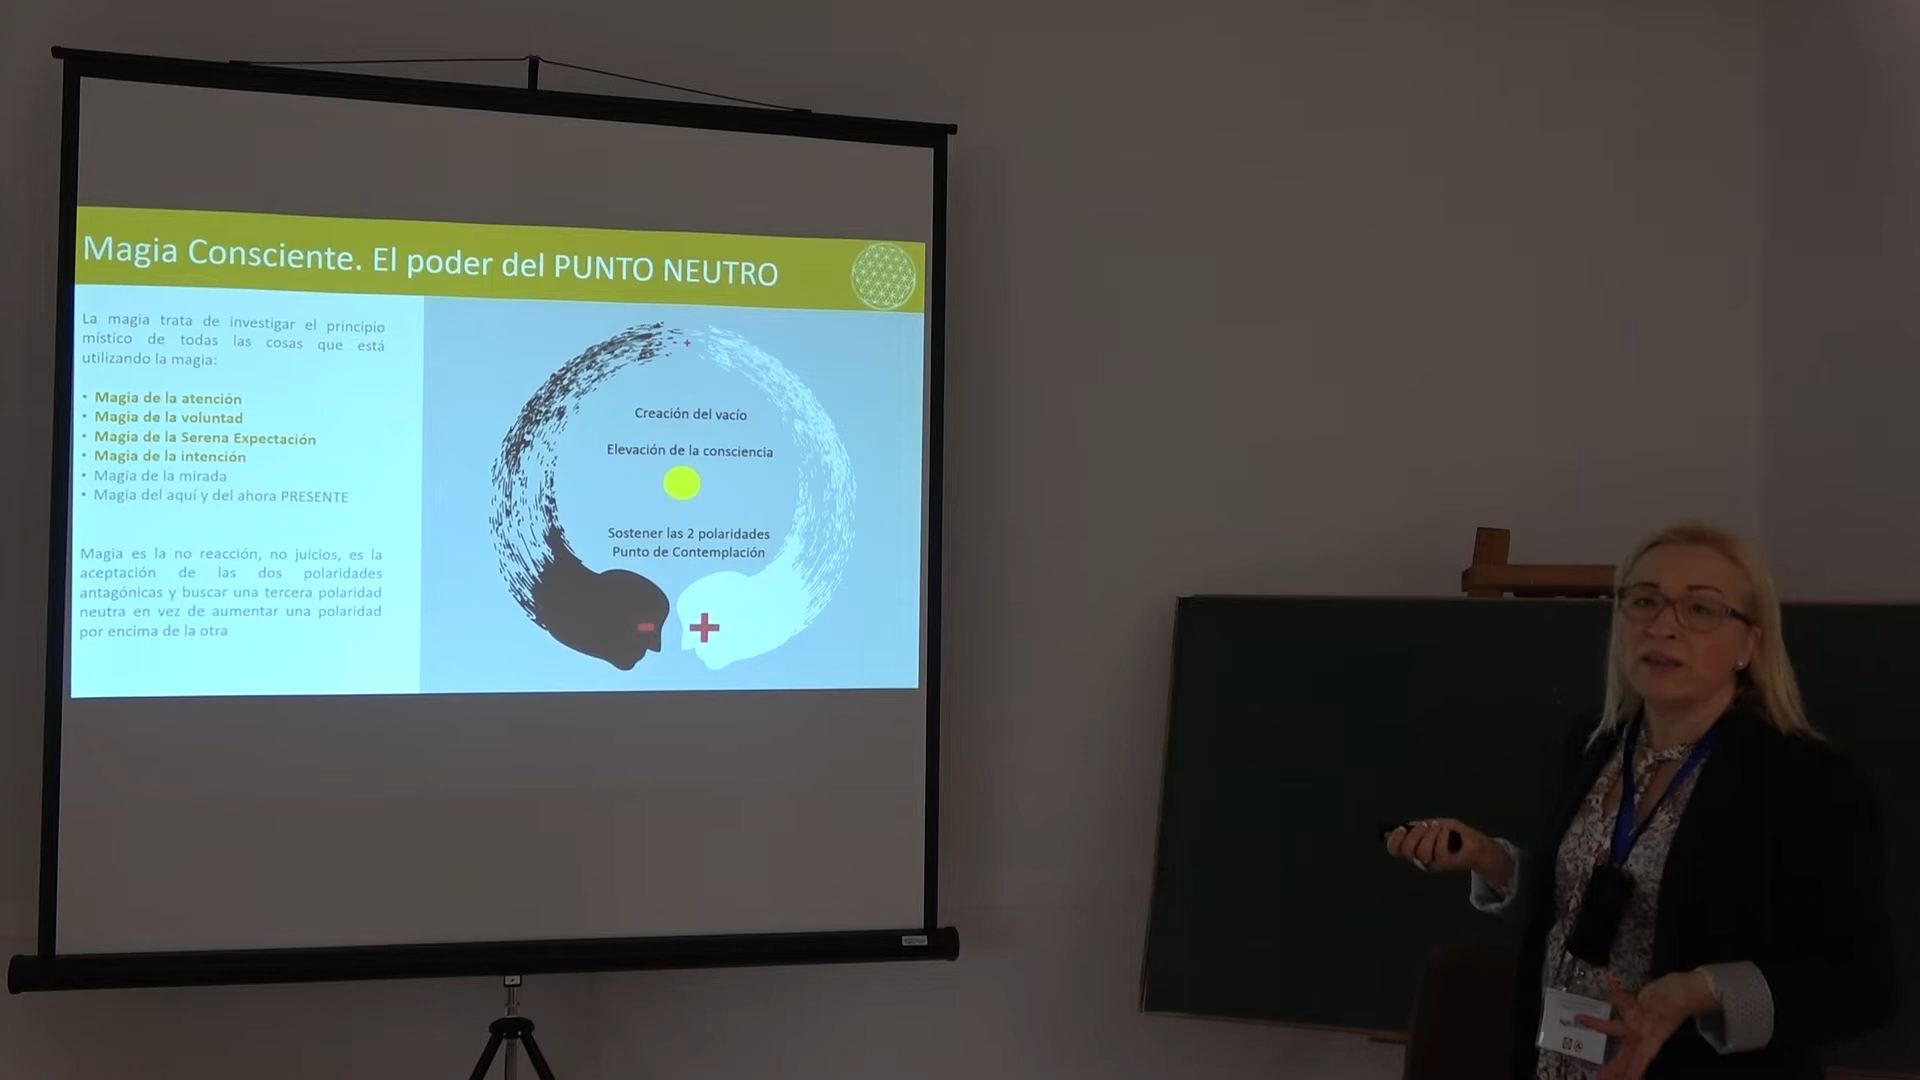 Magia Consciente. El poder del PUNTO NEUTRO
La magia trata de investigar el principio
místico de todas las cosas que está
utilizando la magia:
• Magia de la atención
• Magia de la voluntad
• Magia de la Serena Expectación
• Magia de la intención
• Magia de la mirada
• Magia del aquí y del ahora PRESENTE
Magia es la no reacción, no juicios, es la
aceptación de las dos polaridades
antagónicas y buscar una tercera polaridad
neutra en vez de aumentar una polaridad
por encima de la otra
+
Creación del vacío
Elevación de la consciencia
Sostener las 2 polaridades
Punto de Contemplación
- +